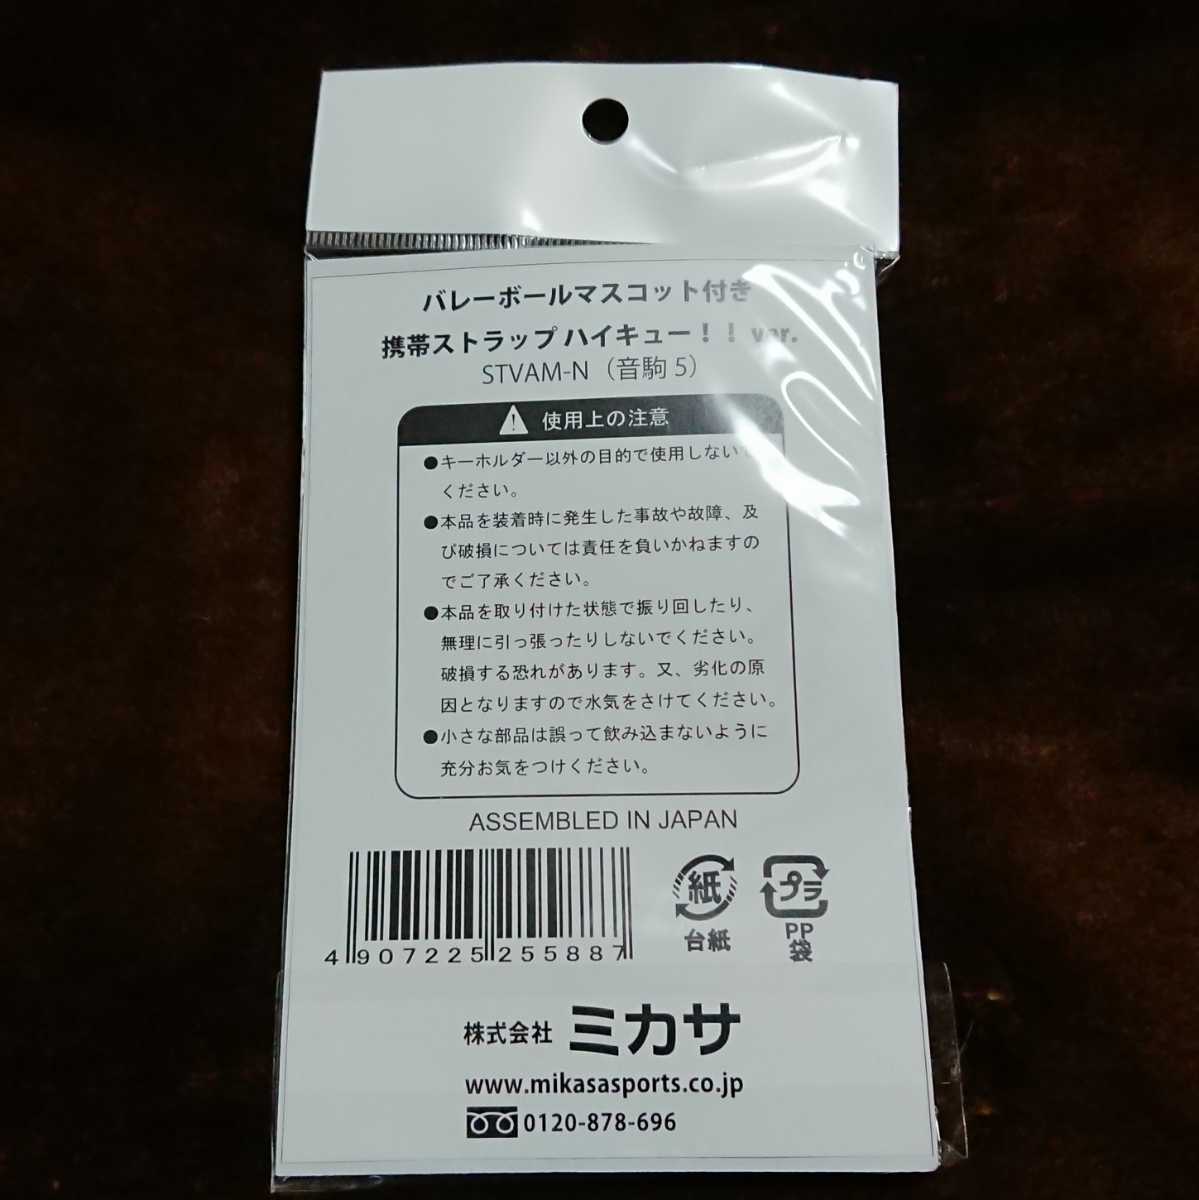 バレーボールマスコット付き
携帯ストラップ ハイキュー！！ ver.
STVAM-N（音駒 5）
使用上の注意
●キーホルダー以外の目的で使用しないで
ください。
●本品を装着時に発生した事故や故障、及
び破損については責任を負いかねますの
でご了承ください。
●本品を取り付けた状態で振り回したり、
無理に引っ張ったりしないでください。
破損する恐れがあります。又、劣化の原
因となりますので水気をさけてください。
●小さな部品は誤って飲み込まないように
充分お気をつけください。
ASSEMBLED IN JAPAN
4 907225 255887
紙
台紙
プラ
PP
袋
株式会社 ミカサ
www.mikasasports.co.jp
0120-878-696